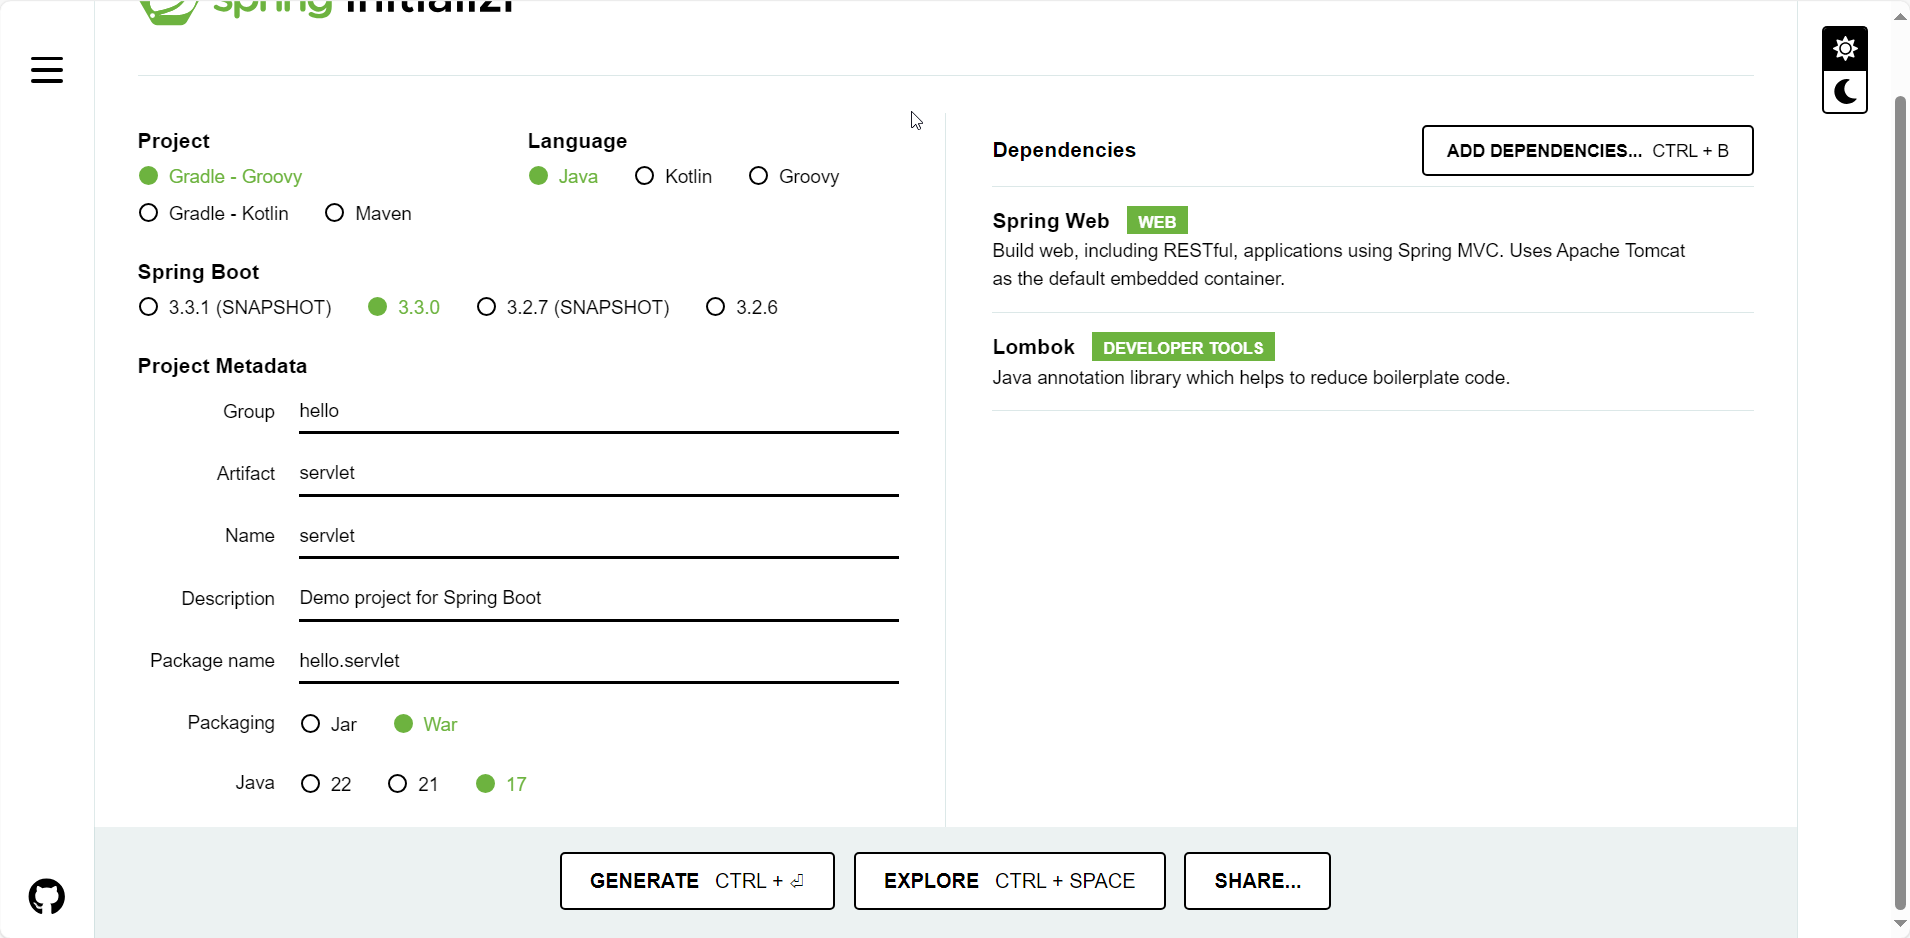 spring initializr
Project
Gradle - Groovy
Gradle - Kotlin Maven
Language
Java Kotlin Groovy
Spring Boot
3.3.1 (SNAPSHOT) 3.3.0 3.2.7 (SNAPSHOT) 3.2.6
Project Metadata
Group hello
Artifact servlet
Name servlet
Description Demo project for Spring Boot
Package name hello.servlet
Packaging Jar War
Java 22 21 17
Dependencies
ADD DEPENDENCIES... CTRL + B
Spring Web WEB
Build web, including RESTful, applications using Spring MVC. Uses Apache Tomcat
as the default embedded container.
Lombok DEVELOPER TOOLS
Java annotation library which helps to reduce boilerplate code.
GENERATE CTRL + ⏎
EXPLORE CTRL + SPACE
SHARE...